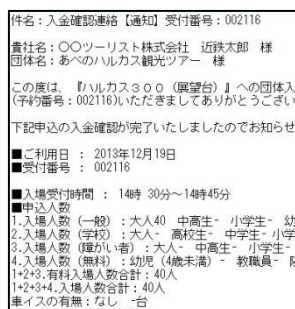 件名：入金確認連絡【通知】受付番号：002116
貴社名：〇〇ツーリスト株式会社　近鉄太郎　様
団体名：あべのハルカス観光ツアー　様
この度は、『ハルカス３００（展望台）』への団体入
(予約番号：002116)いただきましてありがとうござい
下記申込の入金確認が完了いたしましたのでお知らせ
■ご利用日　：　2013年12月19日
■受付番号　：　002116
■入場受付時間　：　14時 30分～14時45分
■申込人数
1.入場人数（一般）：大人40　中高生-　小学生-　幼
2.入場人数（学校）：大人-　高校生-　中学生-　小学
3.入場人数（障がい者）：大人-　中高生-　小学生-
4.入場人数（無料）：幼児（4歳未満）-　教職員-
1+2+3.有料入場人数合計：40人
1+2+3+4.入場人数合計：40人
車イスの有無：なし　-台